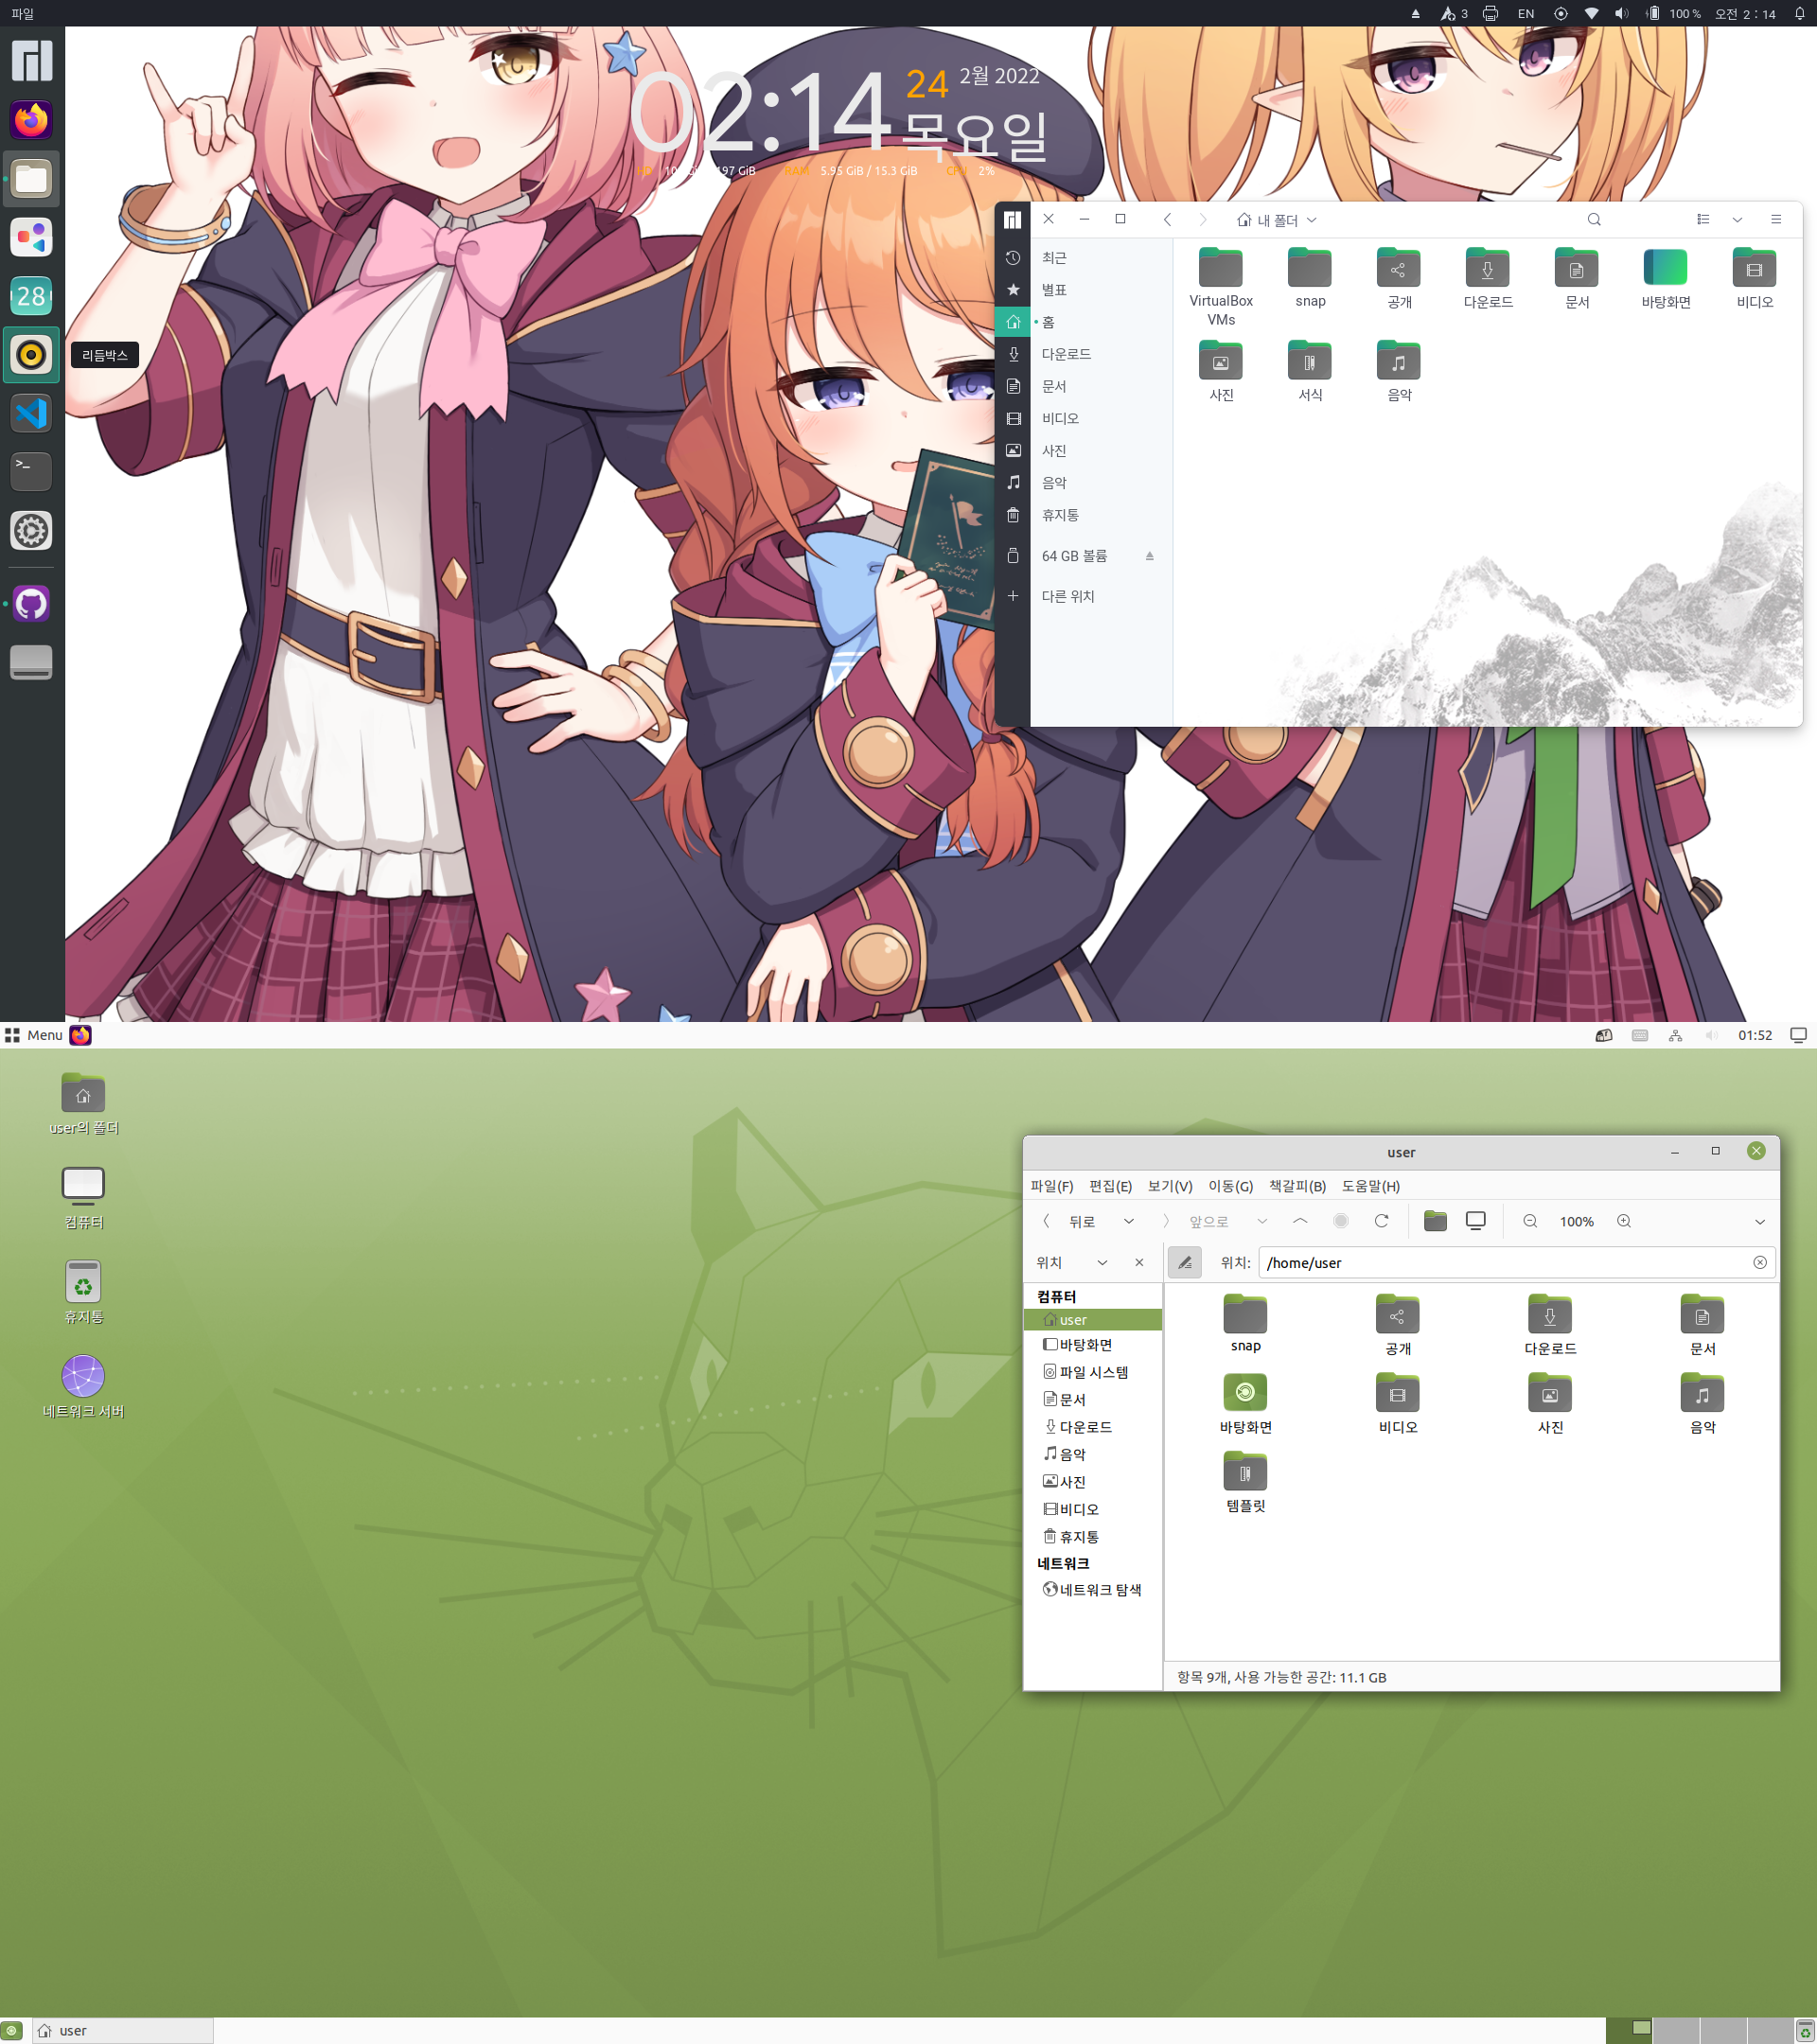 파일
3
EN
100 %
오전 2 : 14
02:14
24
2월 2022
목요일
RAM 5.95 GiB / 15.3 GiB
2%
28
리듬박스
내 폴더
최근
별표
홈
다운로드
문서
비디오
사진
음악
휴지통
64 GB 볼륨
다른 위치
VirtualBox VMs
snap
공개
다운로드
문서
바탕화면
비디오
사진
서식
음악
Menu
01:52
user의 폴더
컴퓨터
휴지통
네트워크 서버
user
파일(F) 편집(E) 보기(V) 이동(G) 책갈피(B) 도움말(H)
뒤로
앞으로
100%
위치
위치: /home/user
컴퓨터
user
바탕화면
파일 시스템
문서
다운로드
음악
사진
비디오
휴지통
네트워크
네트워크 탐색
snap
공개
다운로드
문서
바탕화면
비디오
사진
음악
템플릿
항목 9개, 사용 가능한 공간: 11.1 GB
user